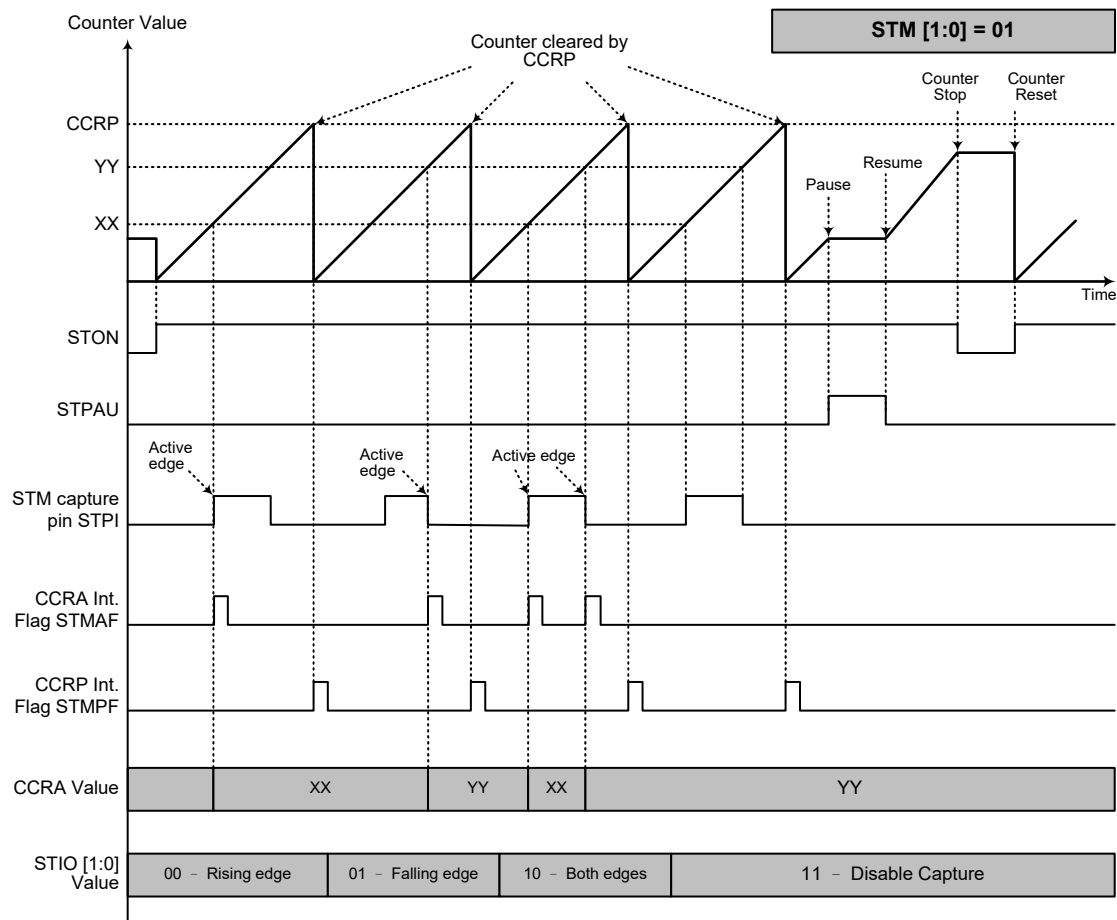 Counter Value
STM [1:0] = 01
Counter cleared by
CCRP
Counter
Stop
Counter
Reset
CCRP
YY
Resume
Pause
XX
Time
STON
STPAU
Active
edge
Active
edge
Active edge
STM capture
pin STPI
CCRA Int.
Flag STMAF
CCRP Int.
Flag STMPF
CCRA Value
XX
YY
XX
YY
STIO [1:0]
Value
00 – Rising edge
01 – Falling edge
10 – Both edges
11 – Disable Capture